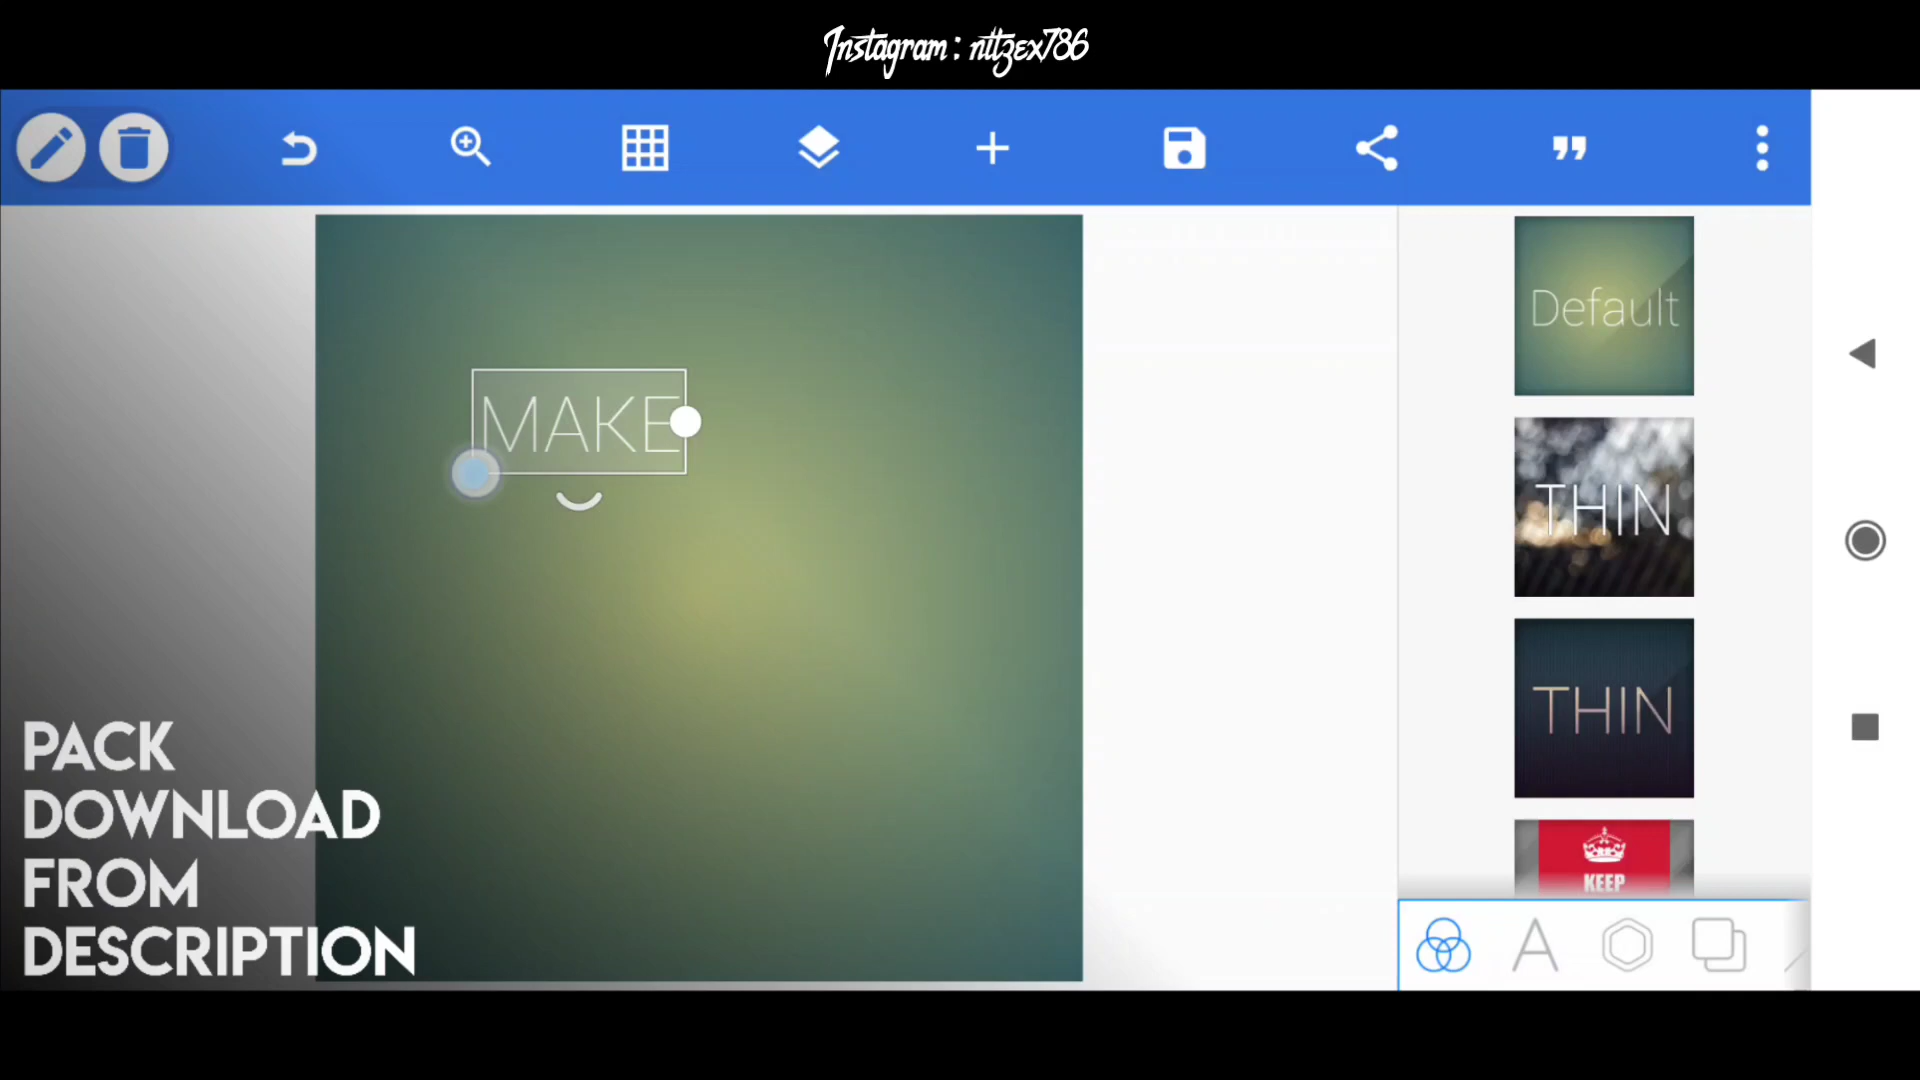 Instagram : nitzex786
MAKE
Default
THIN
THIN
KEEP
PACK
DOWNLOAD
FROM
DESCRIPTION